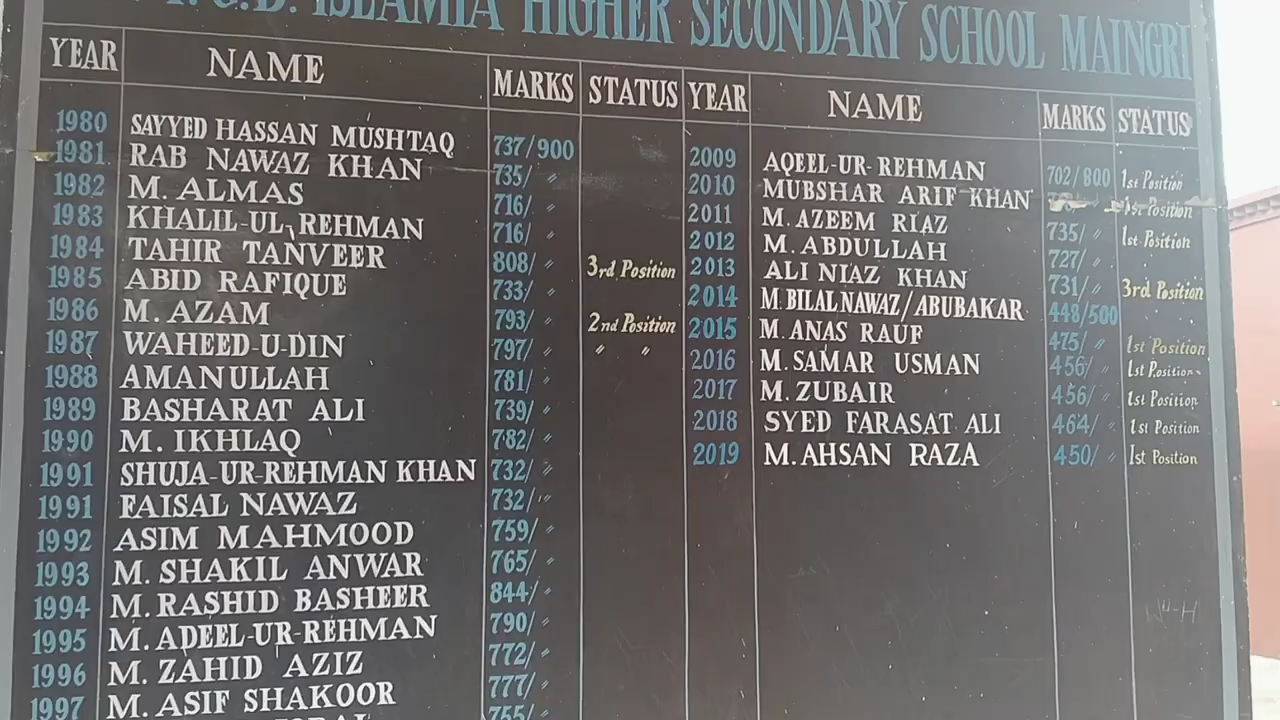 ISLAMIA HIGHER SECONDARY SCHOOL MAINGRI
YEAR NAME MARKS STATUS
1980 SAYYED HASSAN MUSHTAQ 737/900
1981 RAB NAWAZ KHAN 735/ "
1982 M. ALMAS 716/ "
1983 KHALIL-UL-REHMAN 716/ "
1984 TAHIR TANVEER 808/ " 3rd Position
1985 ABID RAFIQUE 733/ "
1986 M. AZAM 793/ " 2nd Position
1987 WAHEED-U-DIN 797/ " " "
1988 AMANULLAH 781/ "
1989 BASHARAT ALI 739/ "
1990 M. IKHLAQ 782/ "
1991 SHUJA-UR-REHMAN KHAN 732/ "
1991 FAISAL NAWAZ 732/ "
1992 ASIM MAHMOOD 759/ "
1993 M. SHAKIL ANWAR 765/ "
1994 M. RASHID BASHEER 844/ "
1995 M. ADEEL-UR-REHMAN 790/ "
1996 M. ZAHID AZIZ 772/ "
1997 M. ASIF SHAKOOR 777/ "
755/ "
YEAR NAME MARKS STATUS
2009 AQEEL-UR-REHMAN 702/800 1st Position
2010 MUBSHAR ARIF KHAN 1st Position
2011 M. AZEEM RIAZ 735/ " 1st Position
2012 M. ABDULLAH 727/ "
2013 ALI NIAZ KHAN 731/ " 3rd Position
2014 M. BILAL NAWAZ/ABUBAKAR 448/500
2015 M. ANAS RAUF 475/ " 1st Position
2016 M. SAMAR USMAN 456/ 1st Position
2017 M. ZUBAIR 456/ " 1st Position
2018 SYED FARASAT ALI 464/ " 1st Position
2019 M. AHSAN RAZA 450/ " 1st Position